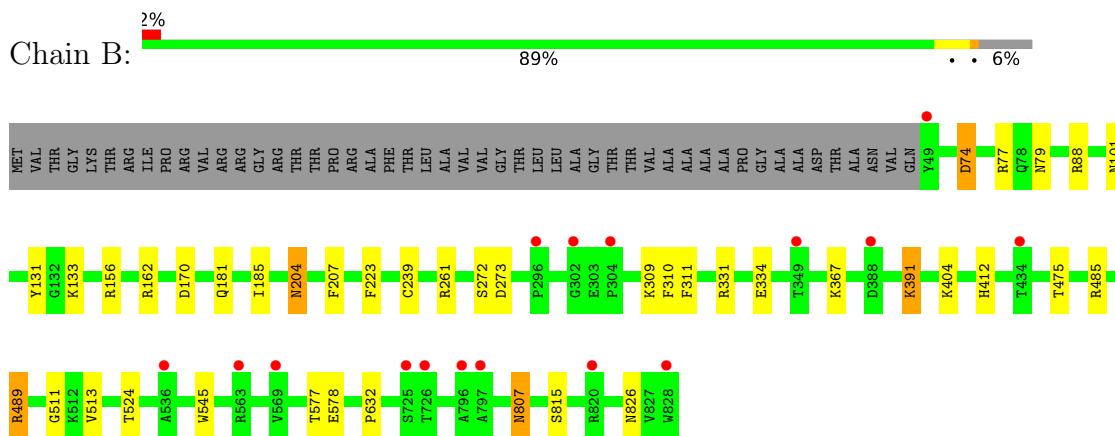 2%
Chain B:
89%
•
•
6%
MET VAL THR GLY LYS THR ARG ILE PRO ARG VAL ARG ARG GLY ARG THR THR PRO ARG ALA PHE THR LEU ALA VAL VAL GLY THR LEU LEU ALA GLY THR THR VAL ALA ALA ALA ALA PRO GLY ALA ALA ASP THR ALA ASN VAL GLN Y49 D74 R77 Q78 N79 R88 N101
Y131 G132 K133 R156 R162 D170 Q181 I185 N204 F207 F223 C239 R261 S272 D273 P296 G302 E303 P304 K309 F310 F311 R331 E334 T349 K367 D388 K391 K404 H412 T434 T475 R485
R489 G511 K512 V513 T524 A536 W545 R563 V569 T577 E578 P632 S725 T726 A796 A797 N807 S815 R820 N826 V827 W828